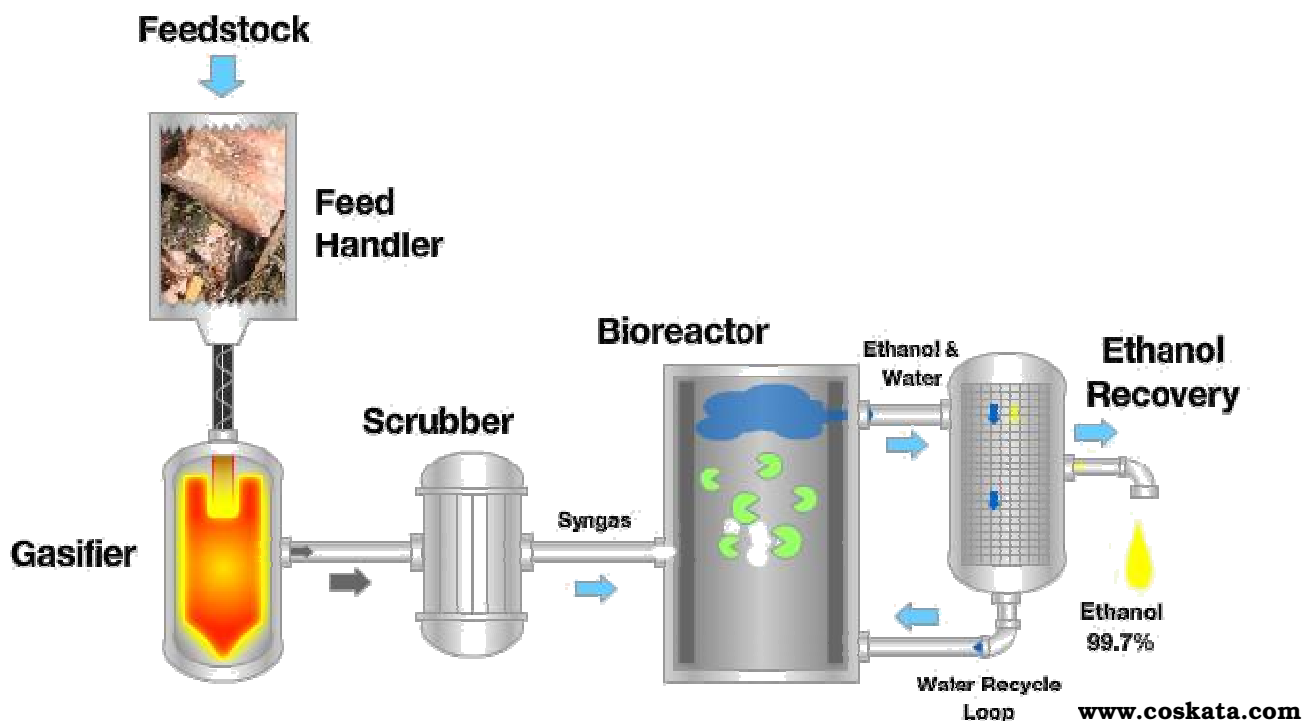 Feedstock
Feed
Handler
Bioreactor
Ethanol &
Water
Ethanol
Recovery
Scrubber
Syngas
Gasifier
Ethanol
99.7%
Water Recycle
Loop
www.coskata.com